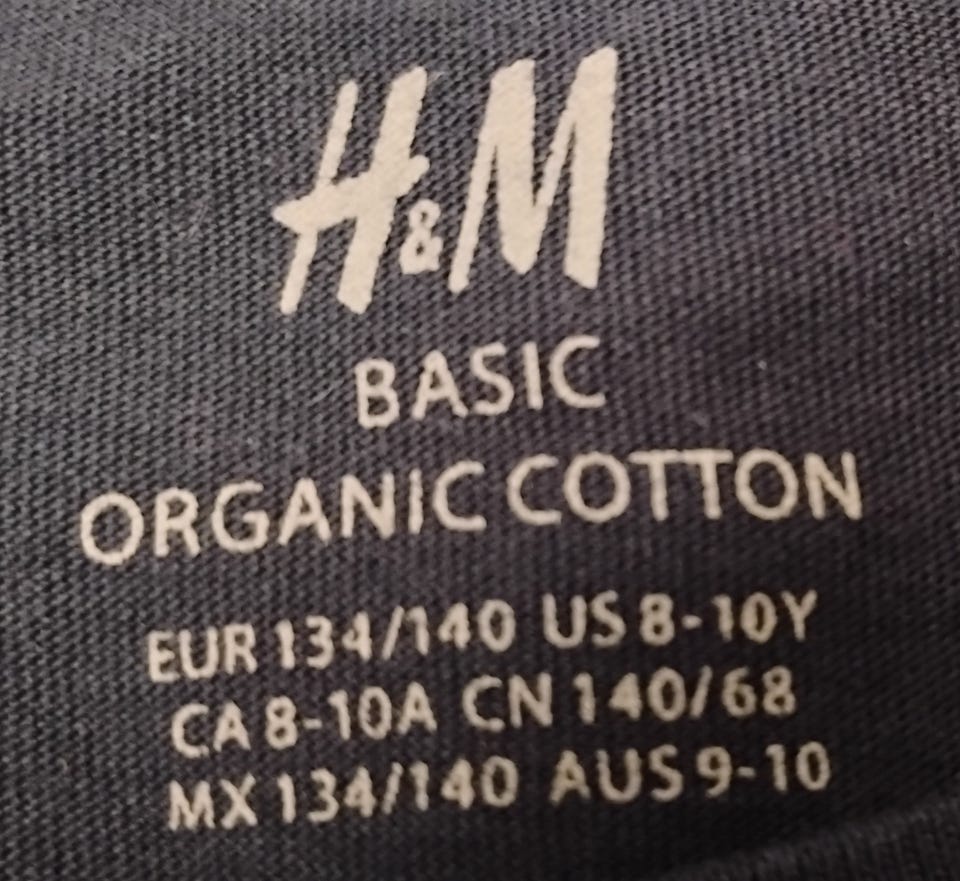 H&M
BASIC
ORGANIC COTTON
EUR 134/140 US 8-10Y
CA 8-10A CN 140/68
MX 134/140 AUS 9-10